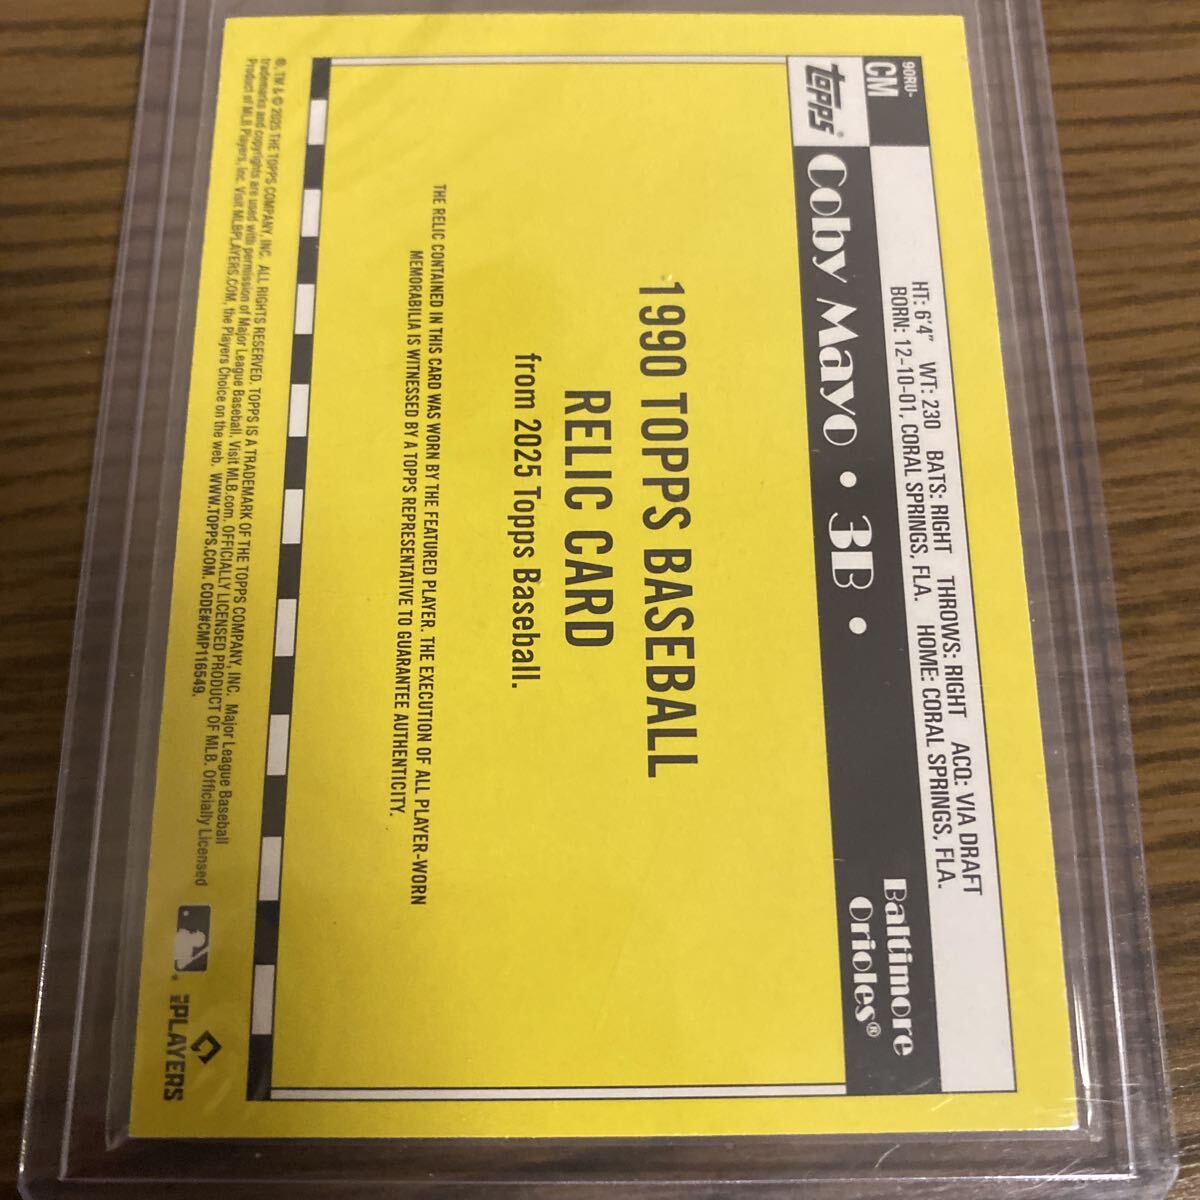 90RU-
CM
HT: 6'4" WT: 230 BATS: RIGHT THROWS: RIGHT ACQ: VIA DRAFT
BORN: 12-10-01, CORAL SPRINGS, FLA. HOME: CORAL SPRINGS, FLA.
TOPPS®
Coby Mayo • 3B •
Baltimore
Orioles®
1990 TOPPS BASEBALL
RELIC CARD
from 2025 Topps Baseball.
THE RELIC CONTAINED IN THIS CARD WAS WORN BY THE FEATURED PLAYER. THE EXECUTION OF ALL PLAYER-WORN
MEMORABILIA IS WITNESSED BY A TOPPS REPRESENTATIVE TO GUARANTEE AUTHENTICITY.
®, TM & © 2025 THE TOPPS COMPANY, INC. ALL RIGHTS RESERVED. TOPPS IS A TRADEMARK OF THE TOPPS COMPANY, INC. Major League Baseball
trademarks and copyrights are used with permission of Major League Baseball. Visit MLB.com. OFFICIALLY LICENSED PRODUCT OF MLB. Officially Licensed
Product of MLB Players, Inc. Visit MLBPLAYERS.COM, the Players Choice on the web. WWW.TOPPS.COM. CODE#CMP116549.
THE PLAYERS